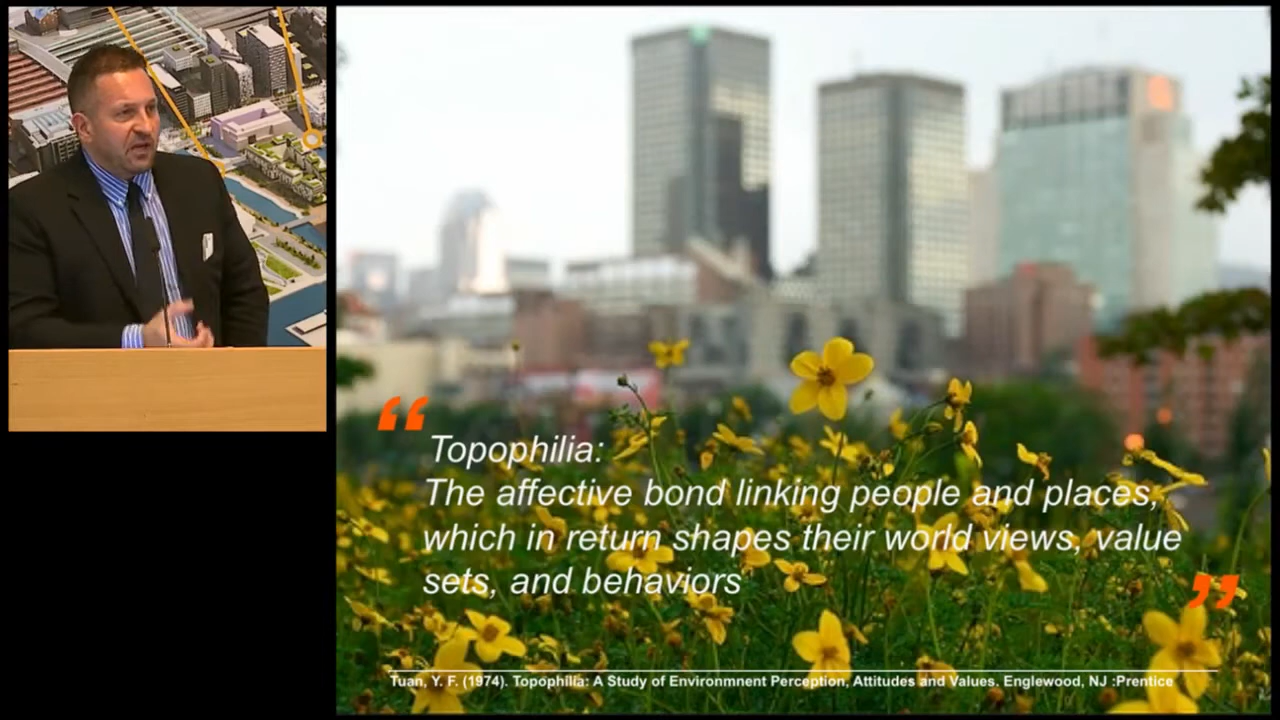 “
Topophilia:
The affective bond linking people and places,
which in return shapes their world views, value
sets, and behaviors
”
Tuan, Y. F. (1974). Topophilia: A Study of Environmnent Perception, Attitudes and Values. Englewood, NJ :Prentice